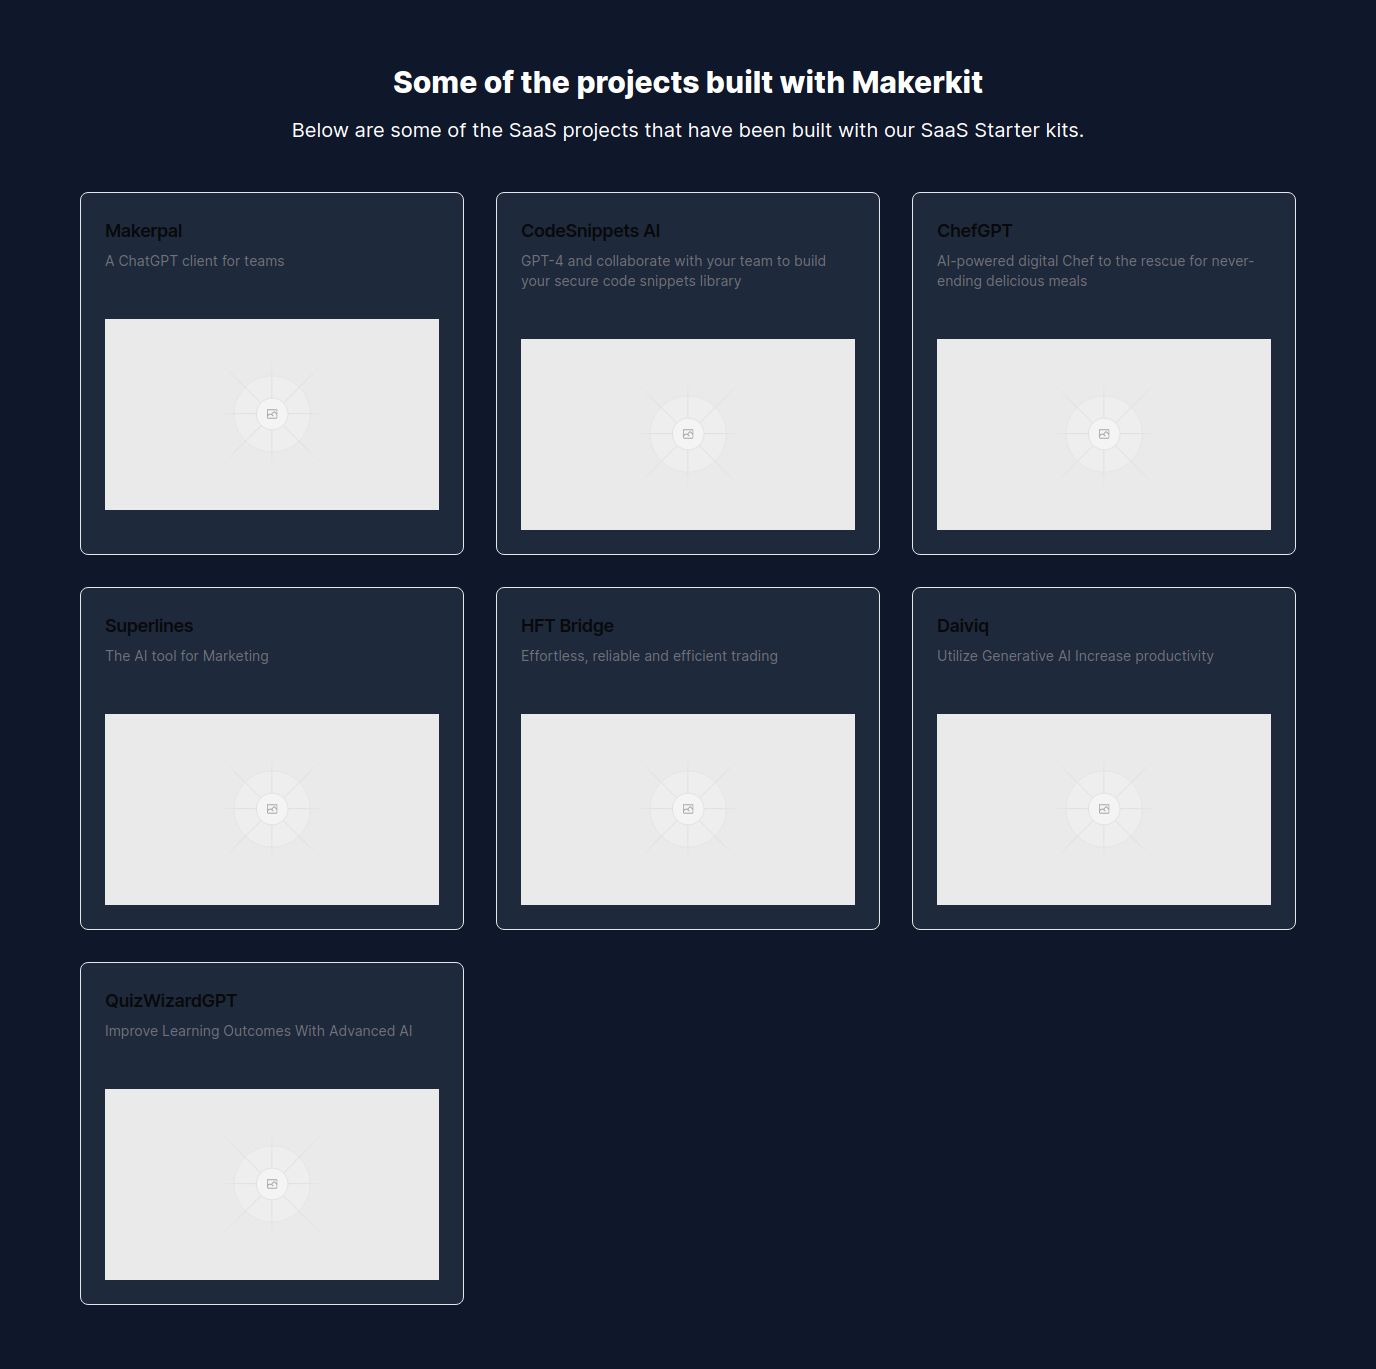 Some of the projects built with Makerkit
Below are some of the SaaS projects that have been built with our SaaS Starter kits.
Makerpal
A ChatGPT client for teams
CodeSnippets AI
GPT-4 and collaborate with your team to build
your secure code snippets library
ChefGPT
AI-powered digital Chef to the rescue for never-
ending delicious meals
Superlines
The AI tool for Marketing
HFT Bridge
Effortless, reliable and efficient trading
Daiviq
Utilize Generative AI Increase productivity
QuizWizardGPT
Improve Learning Outcomes With Advanced AI